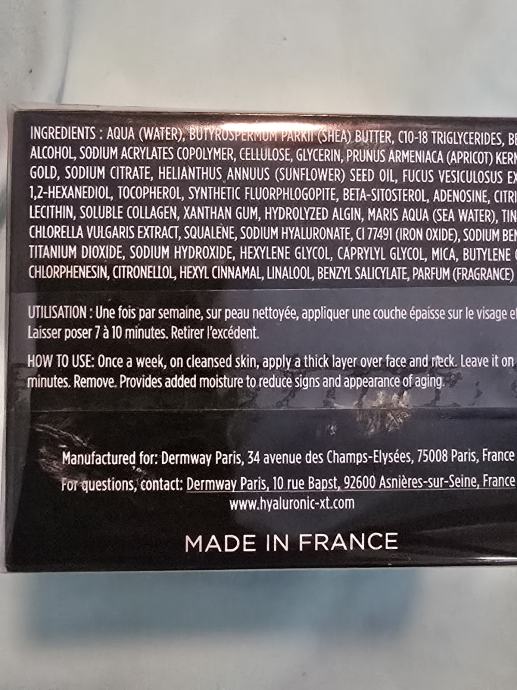 INGREDIENTS : AQUA (WATER), BUTYROSPERMUM PARKII (SHEA) BUTTER, C10-18 TRIGLYCERIDES,
ALCOHOL, SODIUM ACRYLATES COPOLYMER, CELLULOSE, GLYCERIN, PRUNUS ARMENIACA (APRICOT)
GOLD, SODIUM CITRATE, HELIANTHUS ANNUUS (SUNFLOWER) SEED OIL, FUCUS VESICULOSUS
1,2-HEXANEDIOL, TOCOPHEROL, SYNTHETIC FLUORPHLOGOPITE, BETA-SITOSTEROL, ADENOSINE,
LECITHIN, SOLUBLE COLLAGEN, XANTHAN GUM, HYDROLYZED ALGIN, MARIS AQUA (SEA WATER),
CHLORELLA VULGARIS EXTRACT, SQUALENE, SODIUM HYALURONATE, CI 77491 (IRON OXIDE), SODIUM
TITANIUM DIOXIDE, SODIUM HYDROXIDE, HEXYLENE GLYCOL, CAPRYLYL GLYCOL, MICA, BUTYLENE
CHLORPHENESIN, CITRONELLOL, HEXYL CINNAMAL, LINALOOL, BENZYL SALICYLATE, PARFUM (FRAGRANCE)
UTILISATION : Une fois par semaine, sur peau nettoyée, appliquer une couche épaisse sur le visage et
Laisser poser 7 à 10 minutes. Retirer l'excédent.
HOW TO USE: Once a week, on cleansed skin, apply a thick layer over face and neck. Leave it on
minutes. Remove. Provides added moisture to reduce signs and appearance of aging.
Manufactured for: Dermway Paris, 34 avenue des Champs-Elysées, 75008 Paris, France
For questions, contact: Dermway Paris, 10 rue Bapst, 92600 Asnières-sur-Seine, France
www.hyaluronic-xt.com
MADE IN FRANCE